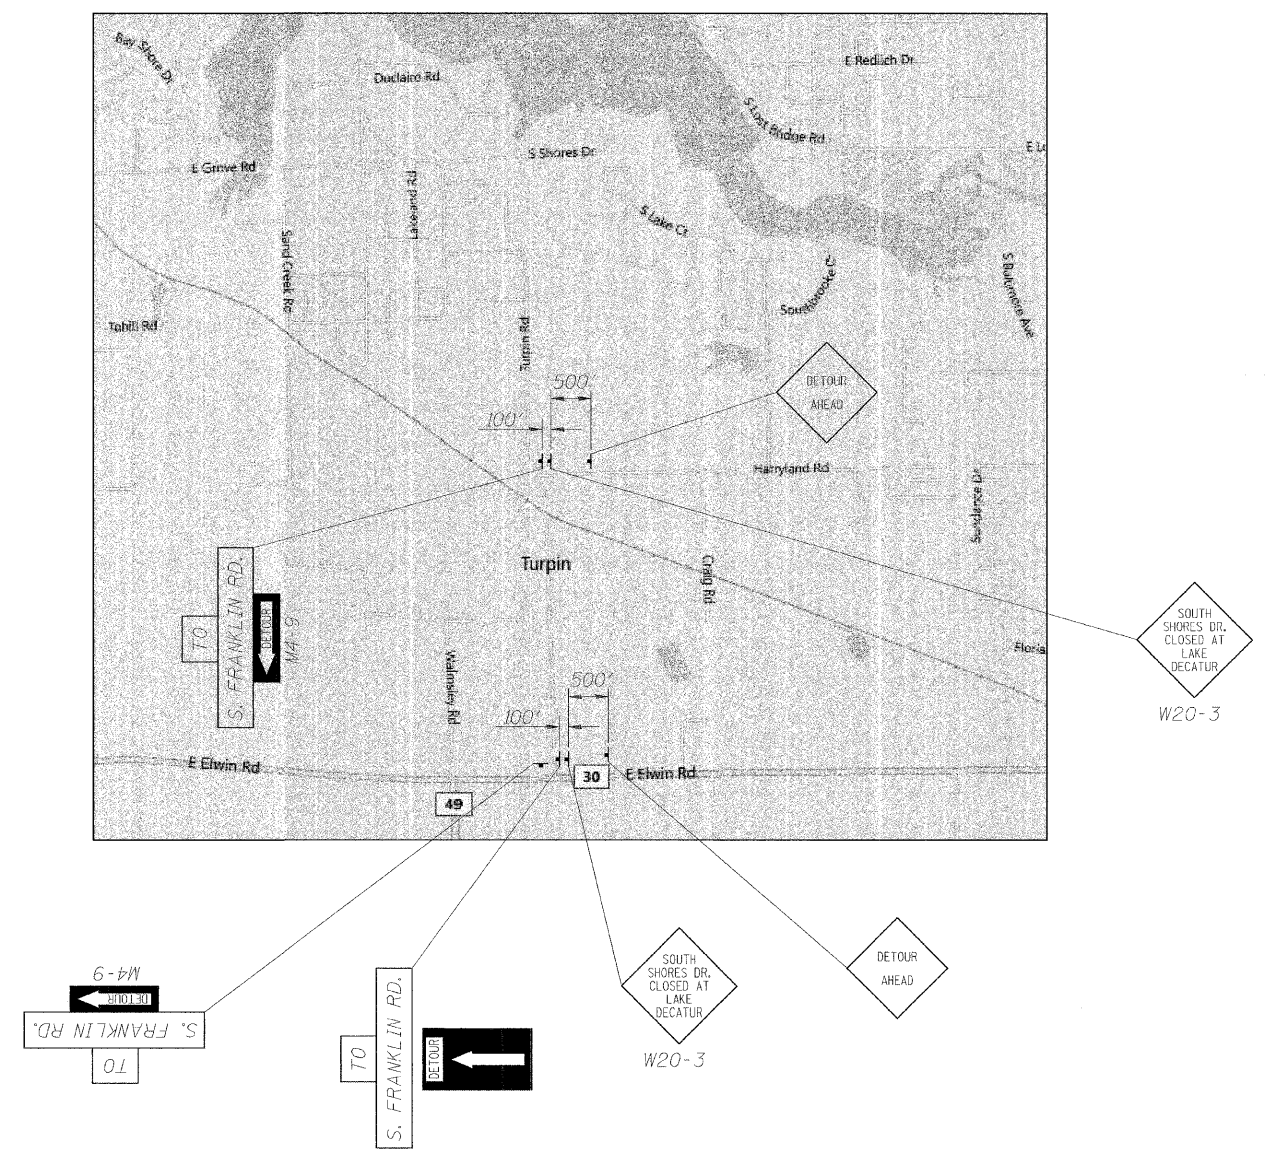 Bay Shore Dr
Duclaire Rd
E Redlich Dr
S Lost Bridge Rd
S Shores Dr
E Grove Rd
Lakeland Rd
S Lake Ct
Sand Creek Rd
Southbrooke Ct
S Baltimore Ave
Tohill Rd
Turpin Rd
500'
DETOUR
AHEAD
100'
Harryland Rd
Sundance Dr
Turpin
Craig Rd
S. FRANKLIN RD.
TO
DETOUR
M4-9
SOUTH
SHORES DR.
CLOSED AT
LAKE
DECATUR
W20-3
Walmsley Rd
500'
100'
E Elwin Rd
30
E Elwin Rd
49
M4-9
DETOUR
S. FRANKLIN RD.
TO
S. FRANKLIN RD.
TO
DETOUR
SOUTH
SHORES DR.
CLOSED AT
LAKE
DECATUR
W20-3
DETOUR
AHEAD